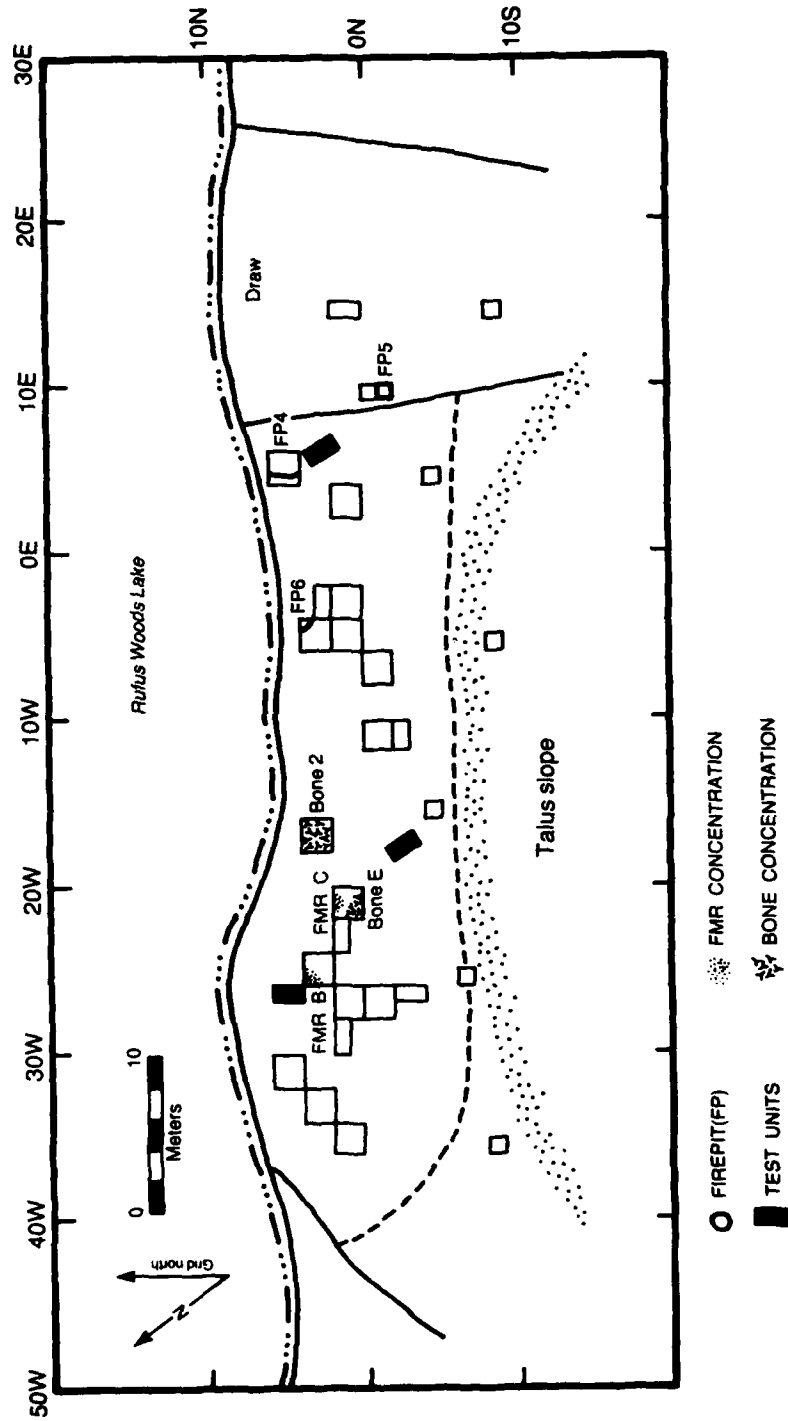 50W
40W
30W
20W
10W
0E
10E
20E
30E
10N
0N
10S
Grid north
N
0
10
Meters
Rufus Woods Lake
Draw
FP4
FP5
FP6
Bone 2
FMR C
Bone E
FMR B
Talus slope
FIREPIT(FP)
FMR CONCENTRATION
TEST UNITS
BONE CONCENTRATION